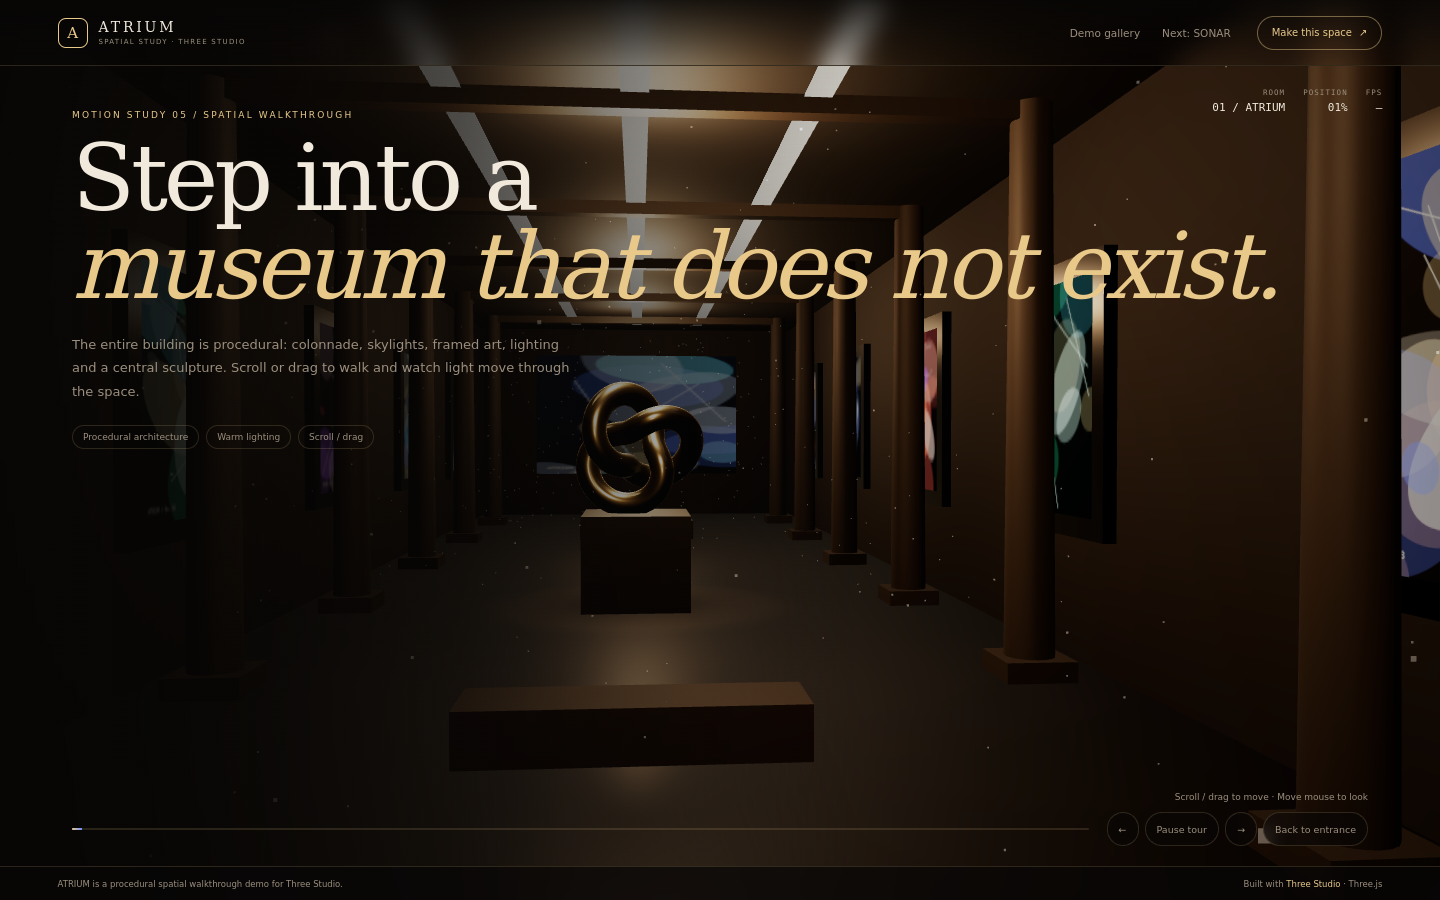 A
ATRIUM
SPATIAL STUDY · THREE STUDIO
Demo gallery
Next: SONAR
Make this space ↗
ROOM
POSITION
FPS
01 / ATRIUM
01%
—
MOTION STUDY 05 / SPATIAL WALKTHROUGH
Step into a
museum that does not exist.
The entire building is procedural: colonnade, skylights, framed art, lighting
and a central sculpture. Scroll or drag to walk and watch light move through
the space.
Procedural architecture
Warm lighting
Scroll / drag
Scroll / drag to move · Move mouse to look
←
Pause tour
→
Back to entrance
ATRIUM is a procedural spatial walkthrough demo for Three Studio.
Built with Three Studio · Three.js